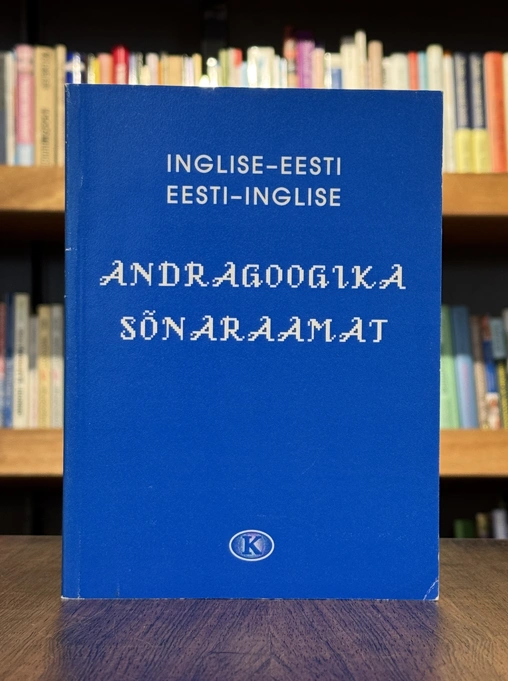 INGLISE–EESTI
EESTI–INGLISE
ANDRAGOOGIKA
SÕNARAAMAT
K